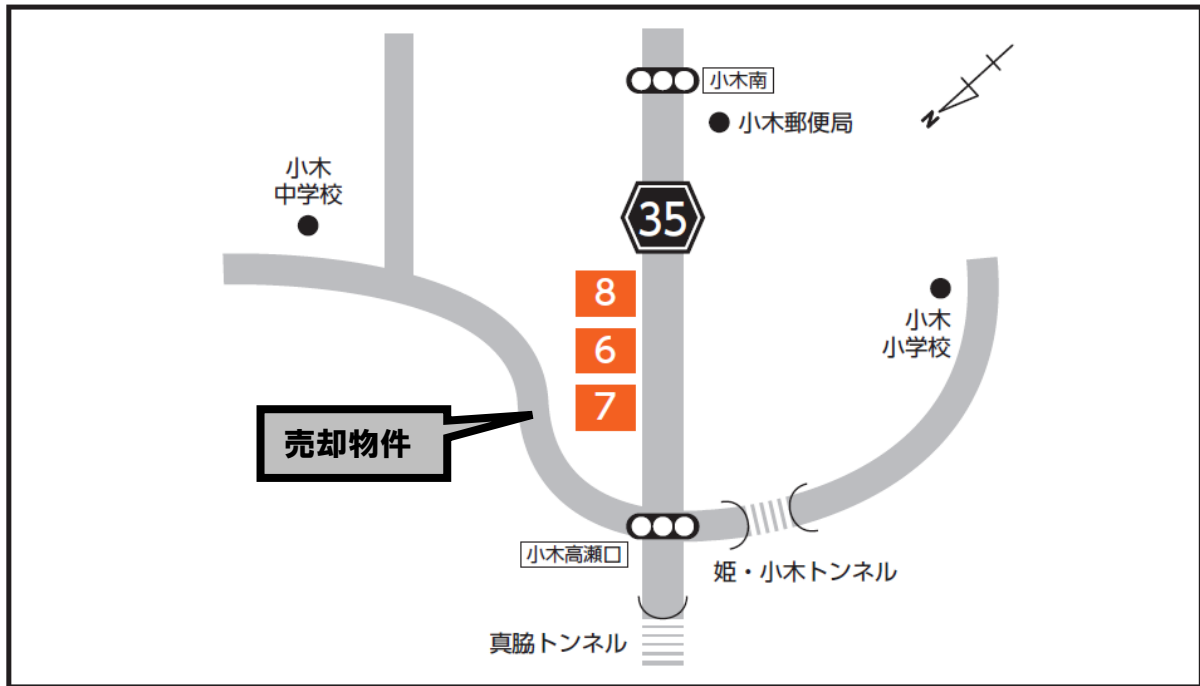 小木南
小木郵便局
N
小木
中学校
35
8
小木
小学校
6
7
売却物件
小木高瀬口
姫・小木トンネル
真脇トンネル